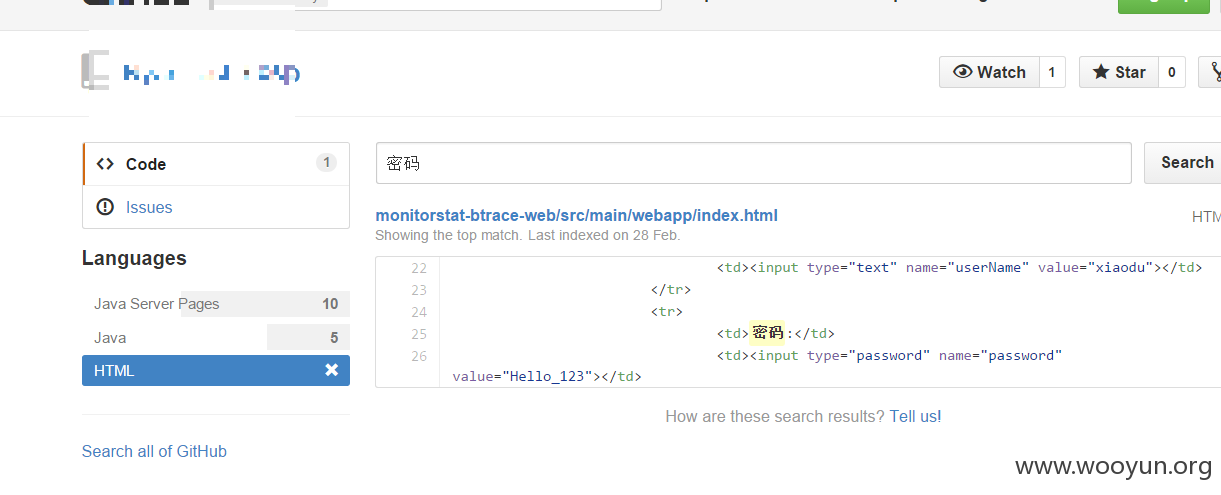 Watch 1 Star 0
Code 1
Issues
密码
Search
monitorstat-btrace-web/src/main/webapp/index.html
Showing the top match. Last indexed on 28 Feb.
Languages
Java Server Pages 10
Java 5
HTML
Search all of GitHub
22 <td><input type="text" name="userName" value="xiaodu"></td>
23 </tr>
24 <tr>
25 <td>密码:</td>
26 <td><input type="password" name="password"
value="Hello_123"></td>
How are these search results? Tell us!
www.wooyun.org